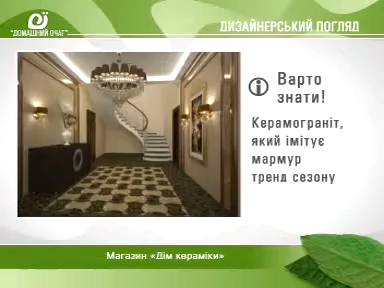 "ДОМАШНИЙ ОЧАГ"
ДИЗАЙНЕРСЬКИЙ ПОГЛЯД
Варто
знати!
Керамограніт,
який імітує
мармур
тренд сезону
Магазин «Дім кераміки»